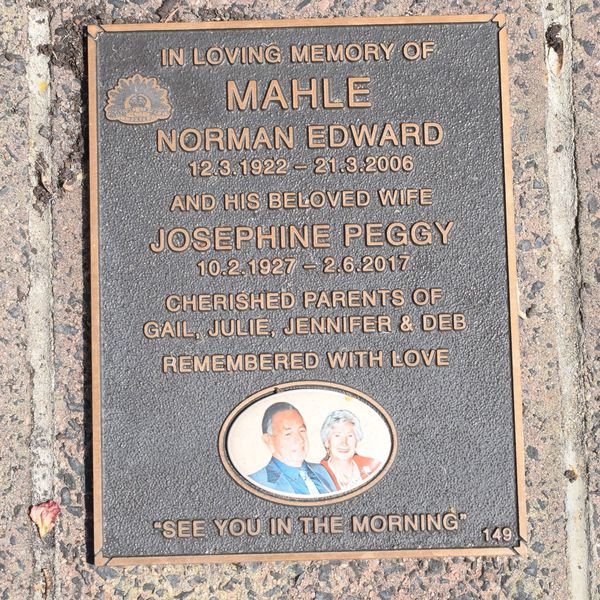 IN LOVING MEMORY OF
MAHLE
NORMAN EDWARD
12.3.1922 – 21.3.2006
AND HIS BELOVED WIFE
JOSEPHINE PEGGY
10.2.1927 – 2.6.2017
CHERISHED PARENTS OF
GAIL, JULIE, JENNIFER & DEB
REMEMBERED WITH LOVE
"SEE YOU IN THE MORNING"
149